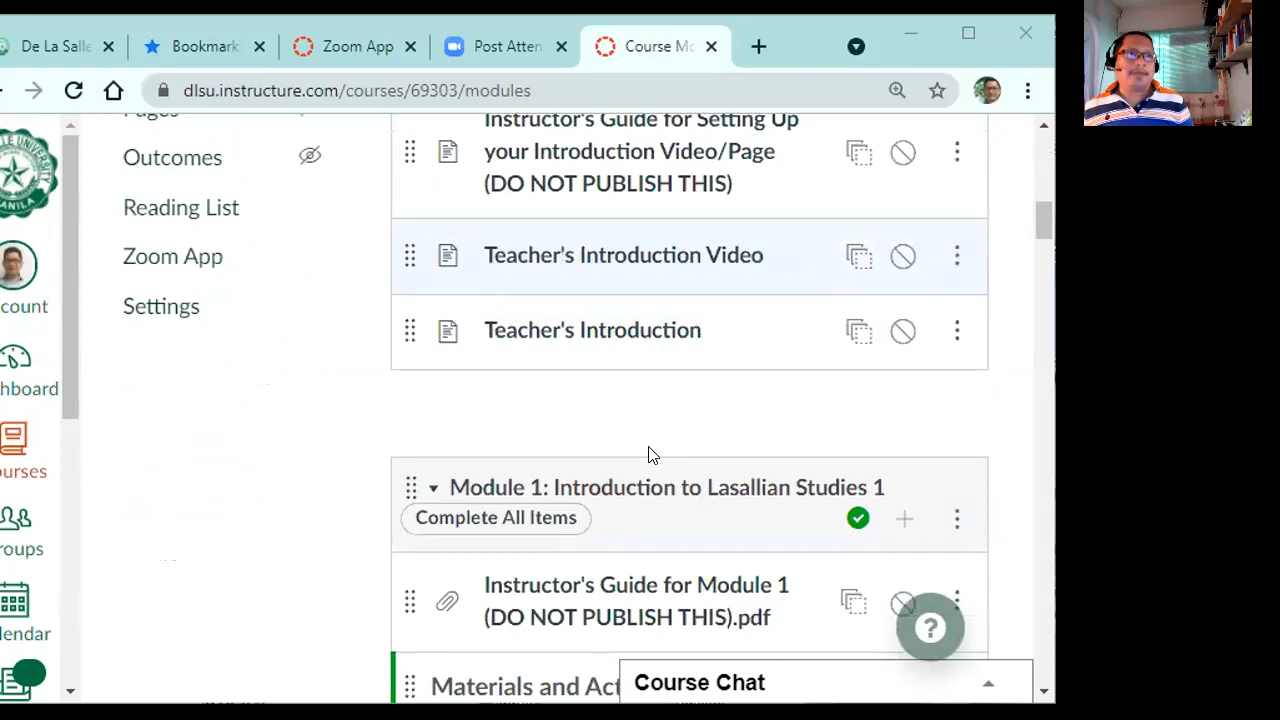 De La Salle
Bookmark
Zoom App
Post Atten
Course Mo
dlsu.instructure.com/courses/69303/modules
Pages
Outcomes
Reading List
Zoom App
Settings
count
hboard
ourses
roups
lendar
Instructor's Guide for Setting Up
your Introduction Video/Page
(DO NOT PUBLISH THIS)
Teacher's Introduction Video
Teacher's Introduction
Module 1: Introduction to Lasallian Studies 1
Complete All Items
Instructor's Guide for Module 1
(DO NOT PUBLISH THIS).pdf
Materials and Act
Course Chat